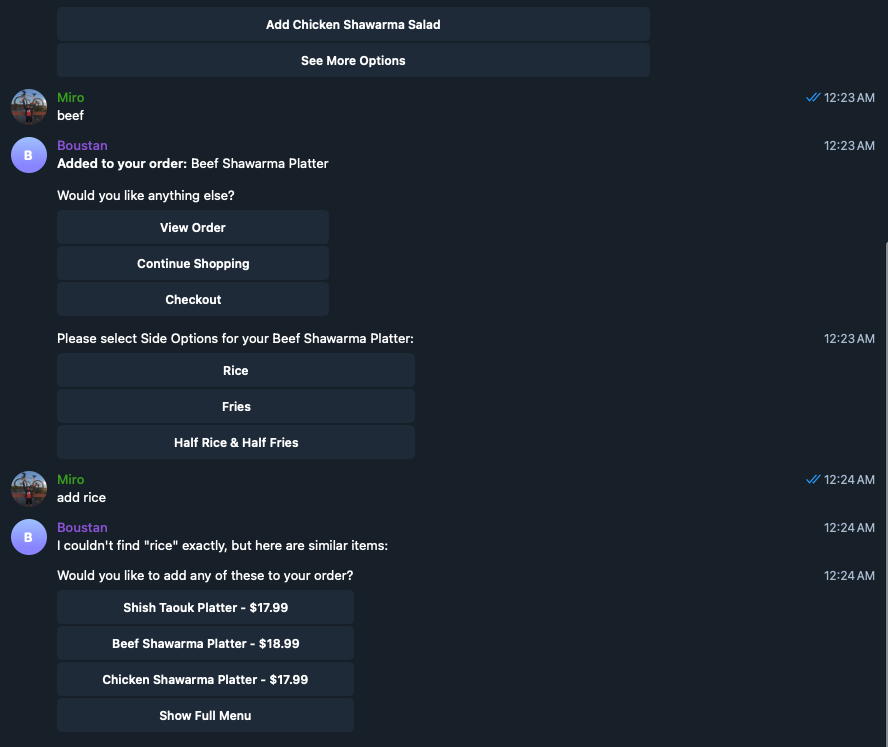 Add Chicken Shawarma Salad
See More Options
Miro 12:23 AM
beef
B Boustan 12:23 AM
Added to your order: Beef Shawarma Platter
Would you like anything else?
View Order
Continue Shopping
Checkout
Please select Side Options for your Beef Shawarma Platter: 12:23 AM
Rice
Fries
Half Rice & Half Fries
Miro 12:24 AM
add rice
B Boustan 12:24 AM
I couldn't find "rice" exactly, but here are similar items:
Would you like to add any of these to your order? 12:24 AM
Shish Taouk Platter - $17.99
Beef Shawarma Platter - $18.99
Chicken Shawarma Platter - $17.99
Show Full Menu